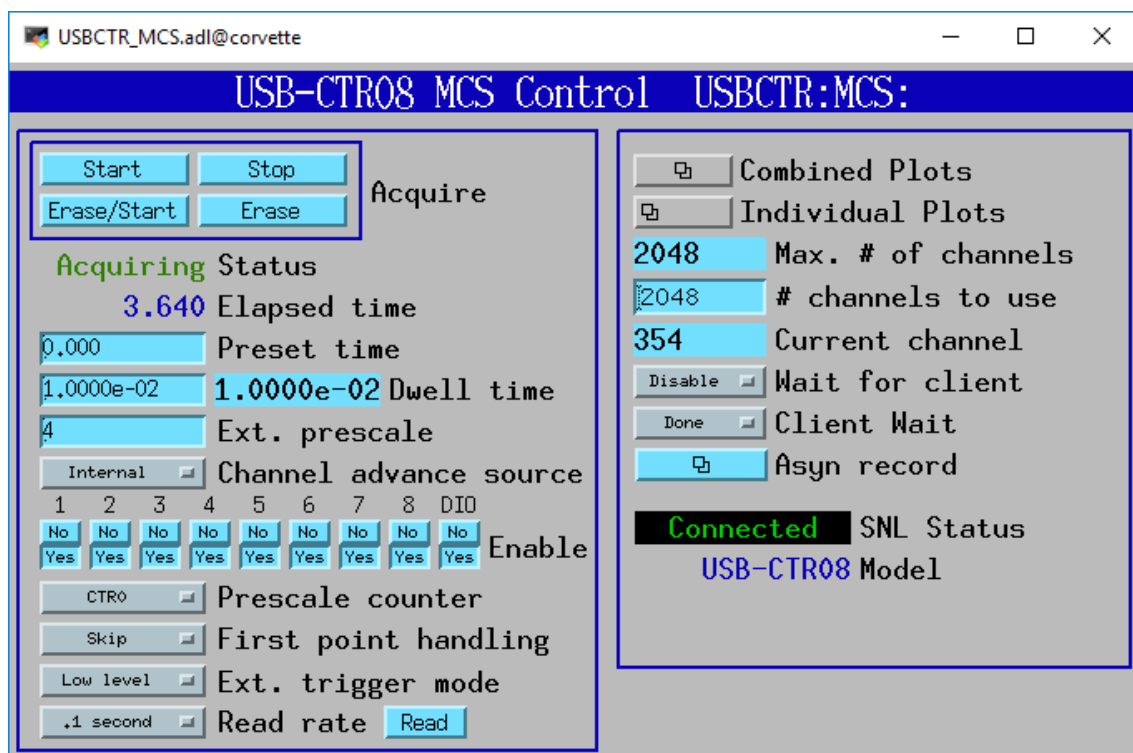 USBCTR_MCS.adl@corvette
USB-CTR08 MCS Control USBCTR:MCS:
Start Stop
Erase/Start Erase
Acquire
Acquiring Status
3.640 Elapsed time
0.000 Preset time
1.0000e-02 1.0000e-02 Dwell time
4 Ext. prescale
Internal Channel advance source
1 2 3 4 5 6 7 8 DIO
No No No No No No No No No
Yes Yes Yes Yes Yes Yes Yes Yes Yes
Enable
CTR0 Prescale counter
Skip First point handling
Low level Ext. trigger mode
.1 second Read rate Read
Combined Plots
Individual Plots
2048 Max. # of channels
2048 # channels to use
354 Current channel
Disable Wait for client
Done Client Wait
Asyn record
Connected SNL Status
USB-CTR08 Model